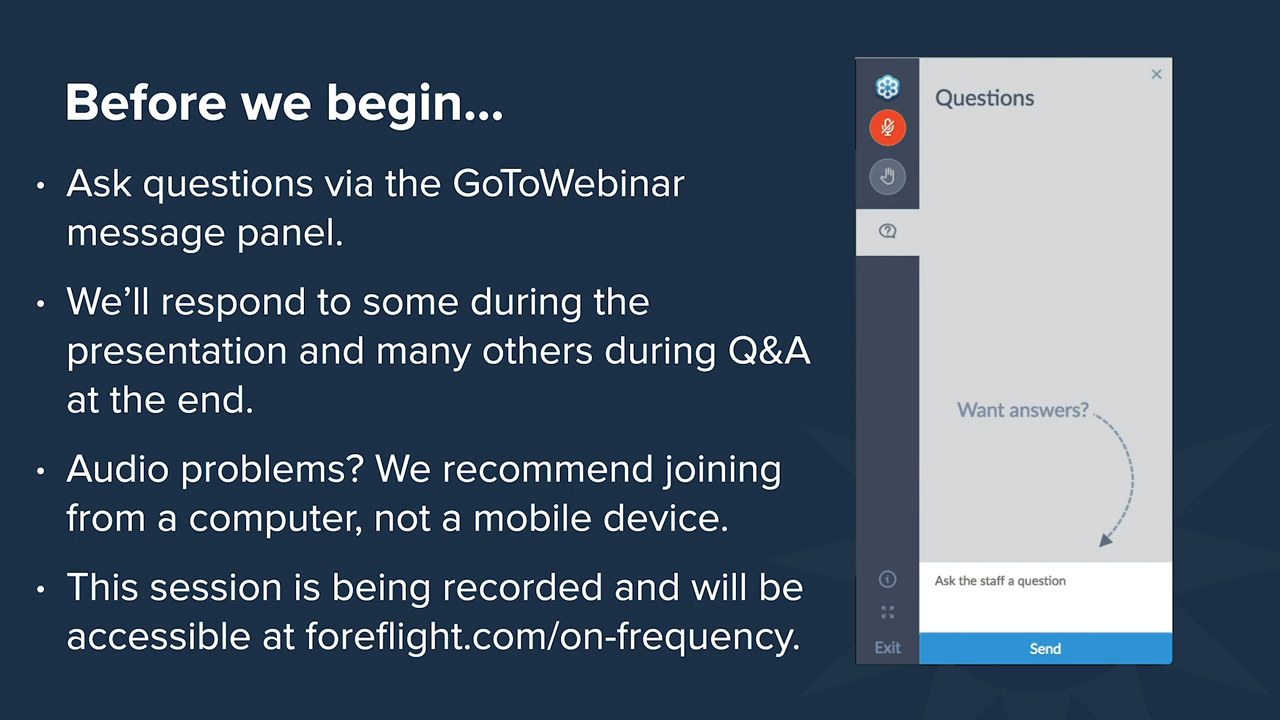 Before we begin...
• Ask questions via the GoToWebinar
message panel.
• We’ll respond to some during the
presentation and many others during Q&A
at the end.
• Audio problems? We recommend joining
from a computer, not a mobile device.
• This session is being recorded and will be
accessible at foreflight.com/on-frequency.
Questions
Want answers?
Ask the staff a question
Exit
Send